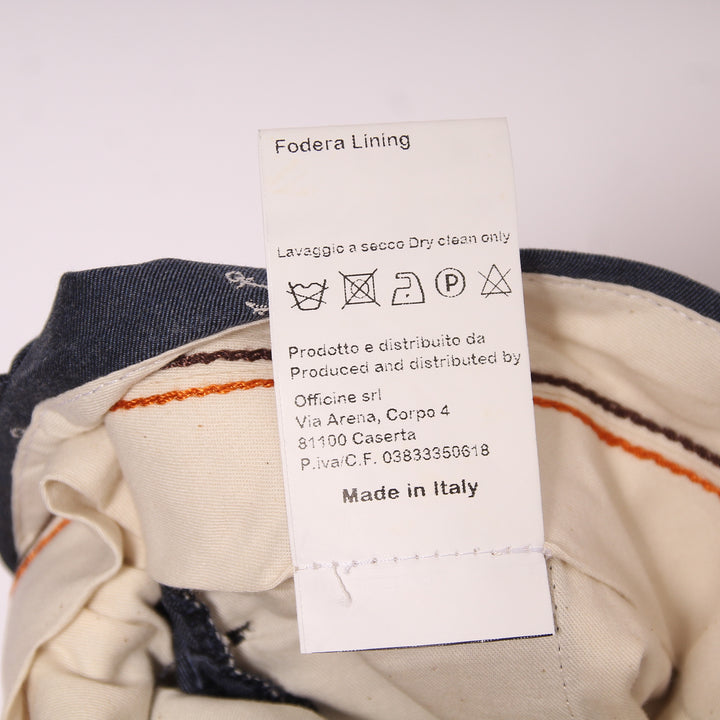 Fodera Lining
Lavaggio a secco Dry clean only
P
Prodotto e distribuito da
Produced and distributed by
Officine srl
Via Arena, Corpo 4
81100 Caserta
P.iva/C.F. 03833350618
Made in Italy